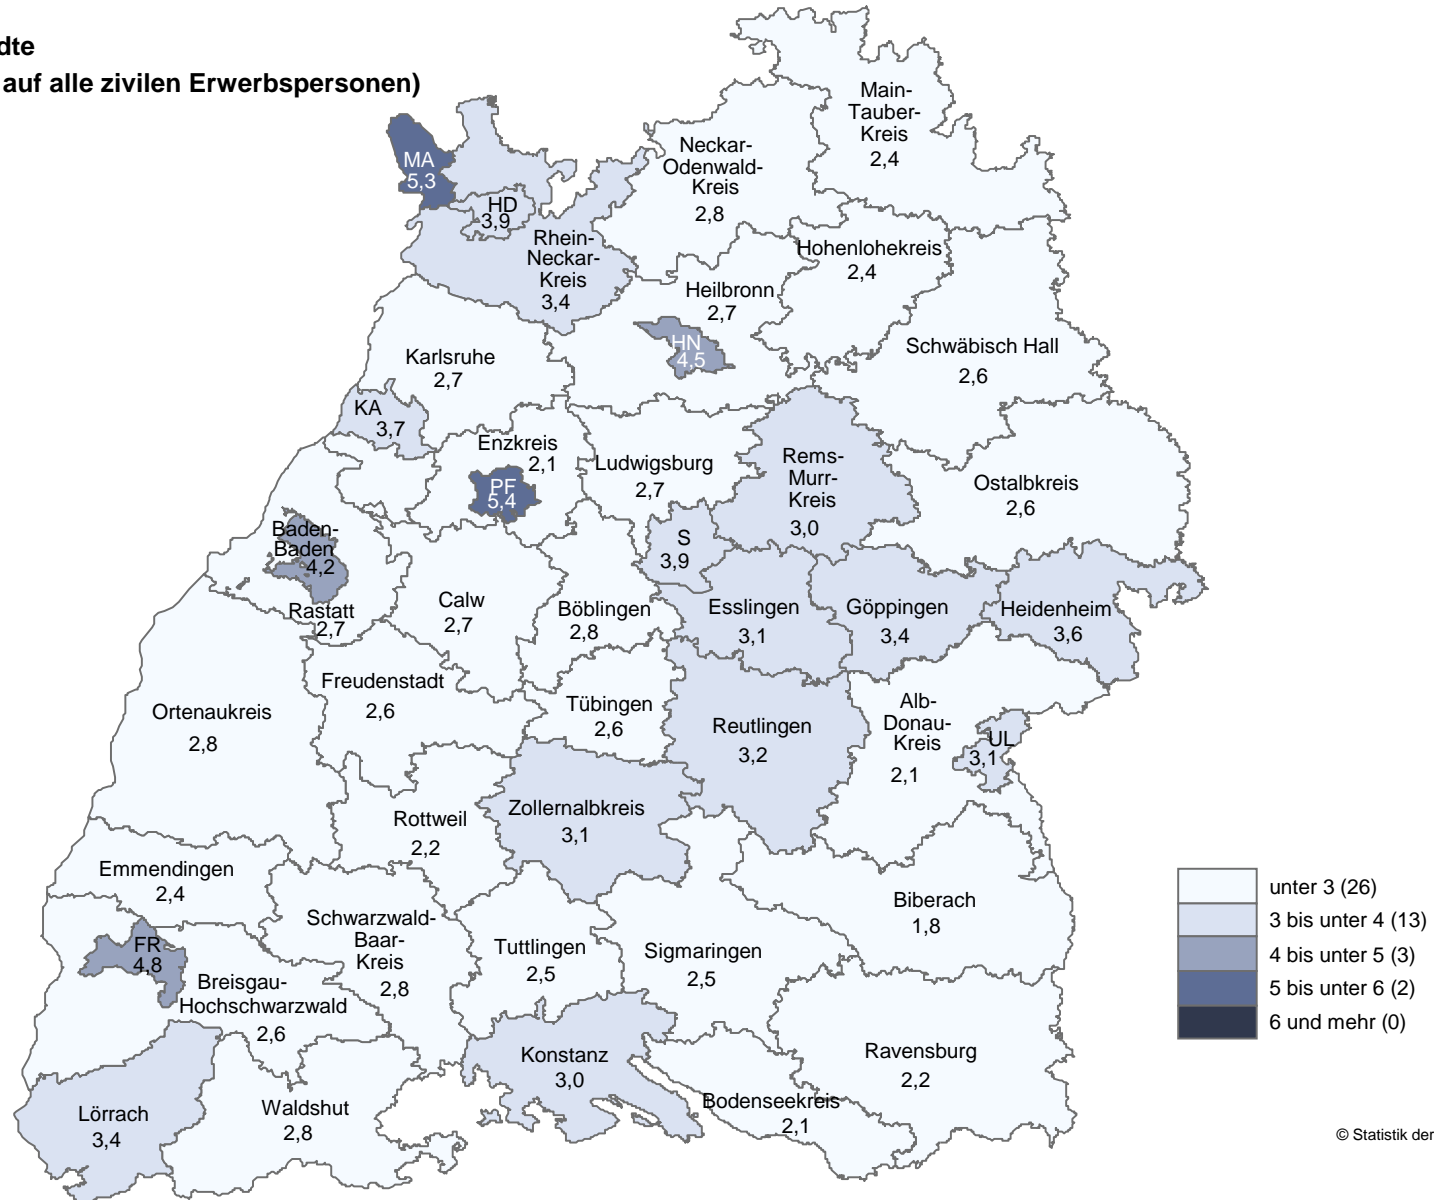 dte
auf alle zivilen Erwerbspersonen)
Main-
Tauber-
Kreis
2,4
Neckar-
Odenwald-
Kreis
2,8
MA
5,3
HD
3,9
Rhein-
Neckar-
Kreis
3,4
Hohenlohekreis
2,4
Heilbronn
2,7
HN
4,5
Schwäbisch Hall
2,6
Karlsruhe
2,7
KA
3,7
Enzkreis
2,1
PF
5,4
Ludwigsburg
2,7
Rems-
Murr-
Kreis
3,0
Ostalbkreis
2,6
Baden-
Baden
4,2
Rastatt
2,7
S
3,9
Calw
2,7
Böblingen
2,8
Esslingen
3,1
Göppingen
3,4
Heidenheim
3,6
Freudenstadt
2,6
Ortenaukreis
2,8
Tübingen
2,6
Reutlingen
3,2
Alb-
Donau-
Kreis
2,1
UL
3,1
Zollernalbkreis
3,1
Rottweil
2,2
Emmendingen
2,4
Biberach
1,8
FR
4,8
Schwarzwald-
Baar-
Kreis
2,8
Tuttlingen
2,5
Sigmaringen
2,5
Breisgau-
Hochschwarzwald
2,6
Konstanz
3,0
Ravensburg
2,2
Bodenseekreis
2,1
Lörrach
3,4
Waldshut
2,8
unter 3 (26)
3 bis unter 4 (13)
4 bis unter 5 (3)
5 bis unter 6 (2)
6 und mehr (0)
© Statistik der